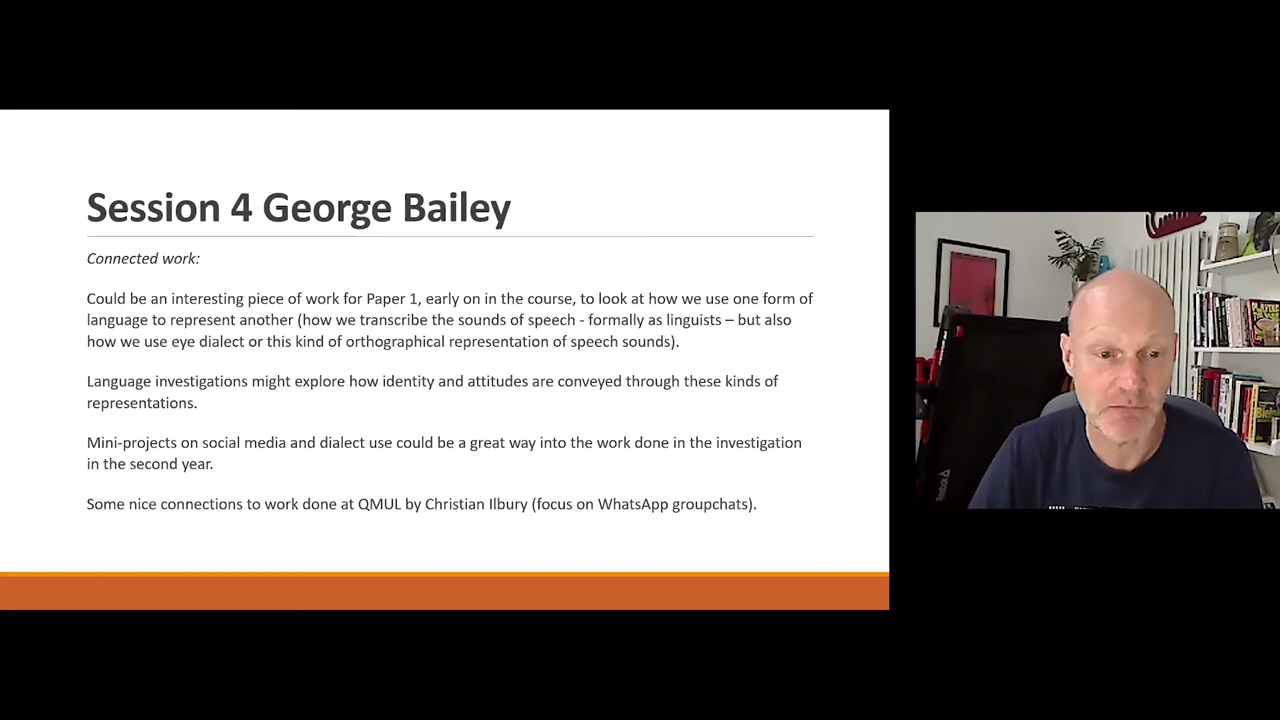 Session 4 George Bailey
Connected work:
Could be an interesting piece of work for Paper 1, early on in the course, to look at how we use one form of
language to represent another (how we transcribe the sounds of speech - formally as linguists – but also
how we use eye dialect or this kind of orthographical representation of speech sounds).
Language investigations might explore how identity and attitudes are conveyed through these kinds of
representations.
Mini-projects on social media and dialect use could be a great way into the work done in the investigation
in the second year.
Some nice connections to work done at QMUL by Christian Ilbury (focus on WhatsApp groupchats).
Reebok